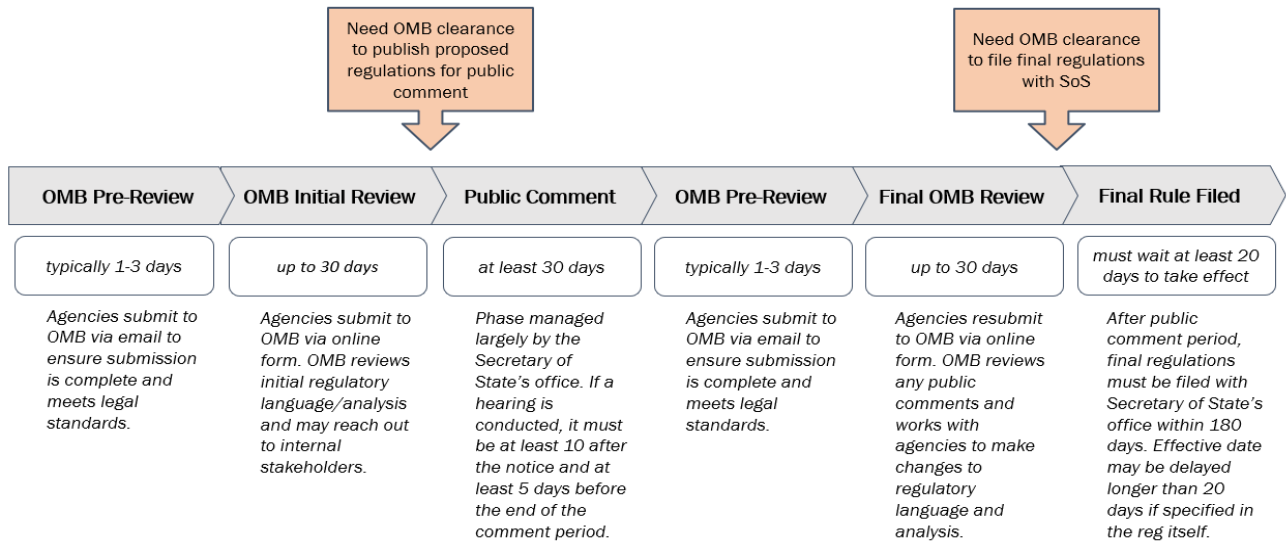 Need OMB clearance
to publish proposed
regulations for public
comment
Need OMB clearance
to file final regulations
with SoS
OMB Pre-Review
OMB Initial Review
Public Comment
OMB Pre-Review
Final OMB Review
Final Rule Filed
typically 1-3 days
up to 30 days
at least 30 days
typically 1-3 days
up to 30 days
must wait at least 20
days to take effect
Agencies submit to
OMB via email to
ensure submission
is complete and
meets legal
standards.
Agencies submit to
OMB via online
form. OMB reviews
initial regulatory
language/analysis
and may reach out
to internal
stakeholders.
Phase managed
largely by the
Secretary of
State's office. If a
hearing is
conducted, it must
be at least 10 after
the notice and at
least 5 days before
the end of the
comment period.
Agencies submit to
OMB via email to
ensure submission
is complete and
meets legal
standards.
Agencies resubmit
to OMB via online
form. OMB reviews
any public
comments and
works with
agencies to make
changes to
regulatory
language and
analysis.
After public
comment period,
final regulations
must be filed with
Secretary of State's
office within 180
days. Effective date
may be delayed
longer than 20
days if specified in
the reg itself.